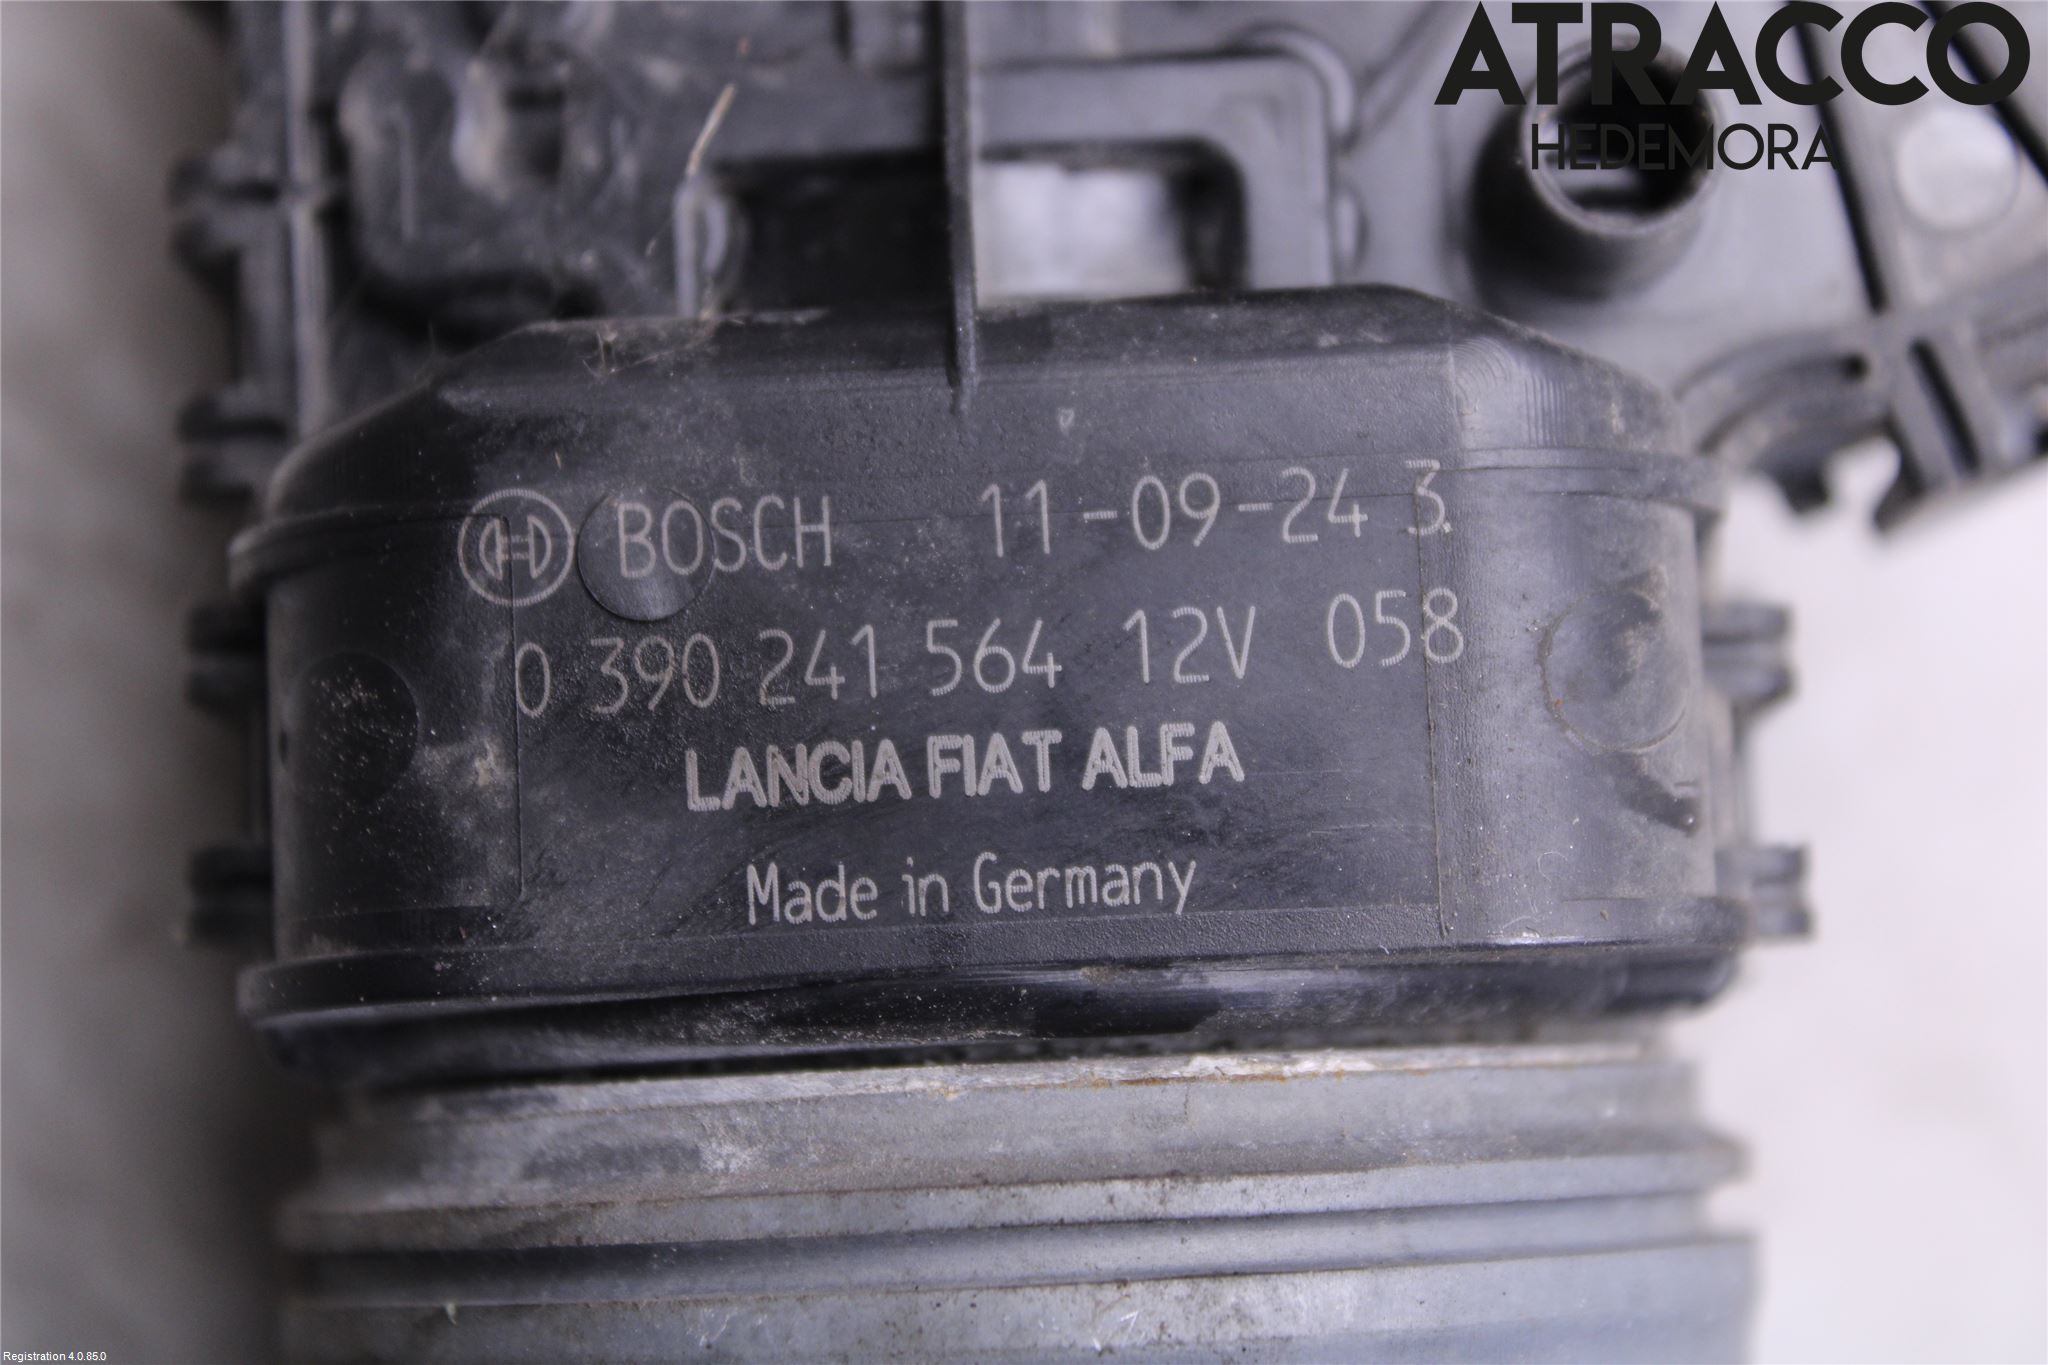 ATRACCO
HEDEMORA
BOSCH 11-09-24 3
0 390 241 564 12V 058
LANCIA FIAT ALFA
Made in Germany
Registration 4.0.85.0